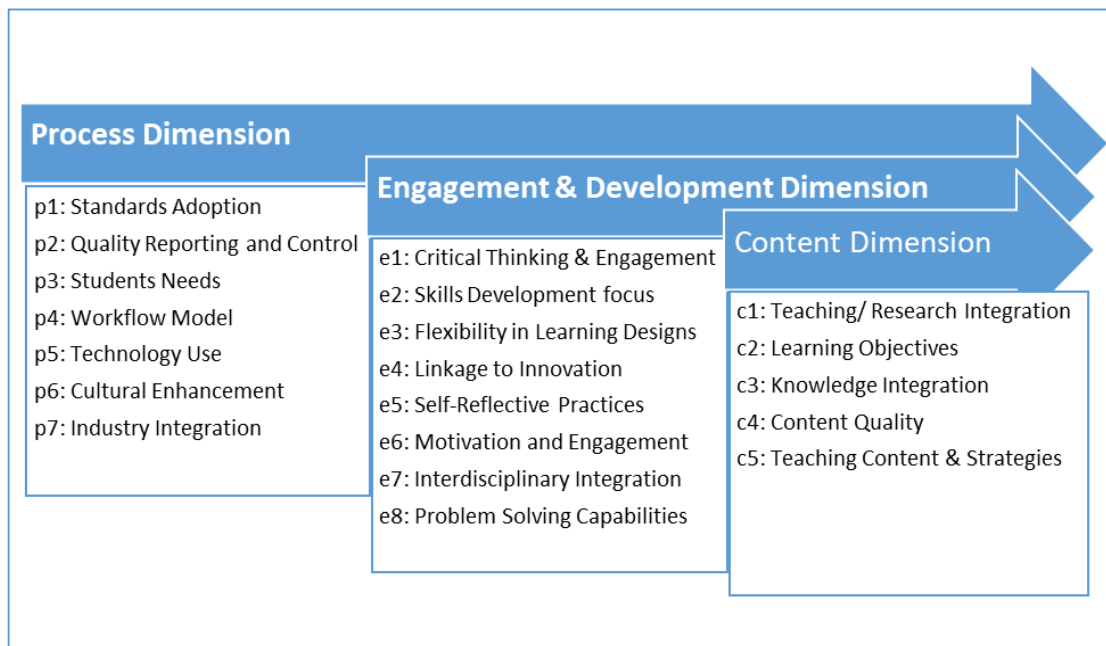 Process Dimension
p1: Standards Adoption
p2: Quality Reporting and Control
p3: Students Needs
p4: Workflow Model
p5: Technology Use
p6: Cultural Enhancement
p7: Industry Integration
Engagement & Development Dimension
e1: Critical Thinking & Engagement
e2: Skills Development focus
e3: Flexibility in Learning Designs
e4: Linkage to Innovation
e5: Self-Reflective Practices
e6: Motivation and Engagement
e7: Interdisciplinary Integration
e8: Problem Solving Capabilities
Content Dimension
c1: Teaching/ Research Integration
c2: Learning Objectives
c3: Knowledge Integration
c4: Content Quality
c5: Teaching Content & Strategies